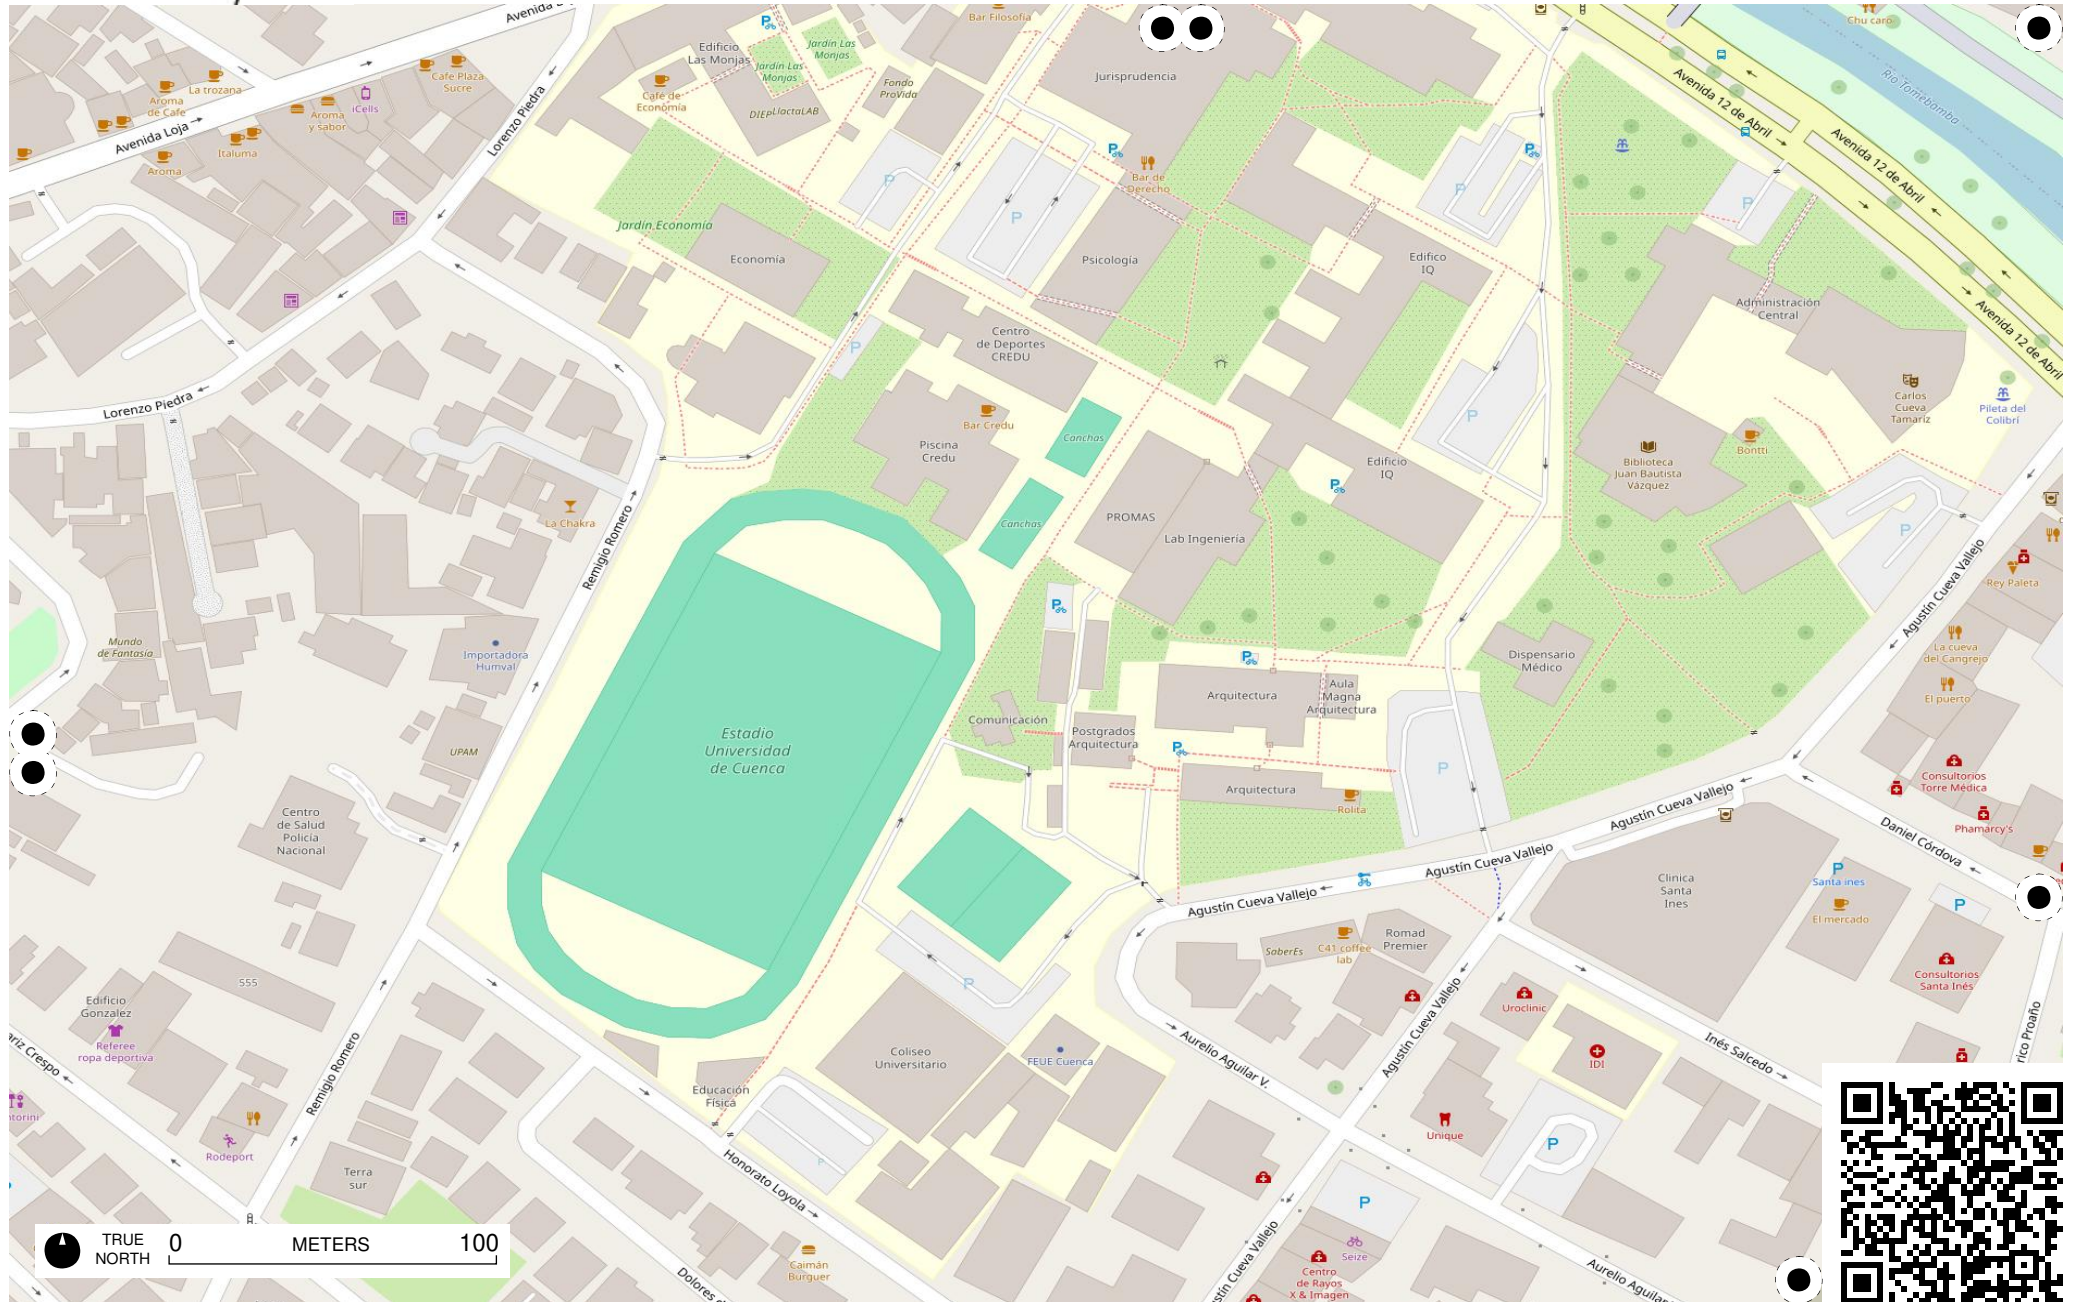 Bar Filosofía
Chu caro
Edificio
Las Monjas
Jardín Las
Monjas
Jardín Las
Monjas
Jurisprudencia
Río Tomebamba
Avenida 12 de Abril
Avenida 12 de Abril
Avenida 12 de Abril
La trozana
Cafe Plaza
Sucre
Aroma
de Cafe
iCells
Aroma
y sabor
Avenida Loja
Italuma
Aroma
Lorenzo Piedra
Café de
Economía
Fondo
ProVida
DIEP
LlactaLAB
P
P
P
P
Bar de
Derecho
Jardín Economía
Economía
Psicología
Edifico
IQ
Administración
Central
Centro
de Deportes
CREDU
P
P
Carlos
Cueva
Tamariz
Pileta del
Colibrí
Lorenzo Piedra
Bar Credu
Canchas
Piscina
Credu
Edificio
IQ
Biblioteca
Juan Bautista
Vázquez
Bontti
La Chakra
Canchas
PROMAS
Lab Ingeniería
P
Remigio Romero
Rey Paleta
Agustín Cueva Vallejo
Mundo
de Fantasía
Importadora
Humval
La cueva
del Cangrejo
Dispensario
Médico
El puerto
Arquitectura
Aula
Magna
Arquitectura
Comunicación
Postgrados
Arquitectura
Estadio
Universidad
de Cuenca
UPAM
P
Consultorios
Torre Médica
Arquitectura
Rolita
Phamarcy's
Agustín Cueva Vallejo
Daniel Córdova
Centro
de Salud
Policía
Nacional
Agustín Cueva Vallejo
Agustín Cueva Vallejo
Clinica
Santa
Ines
P
Santa ines
El mercado
P
SaberEs
C41 coffee
lab
Romad
Premier
Consultorios
Santa Inés
555
P
Edificio
Gonzalez
Referee
ropa deportiva
Uroclinic
Agustín Cueva Vallejo
Aurelio Aguilar V.
Inés Salcedo
IDI
Coliseo
Universitario
FEUE Cuenca
Remigio Romero
Educación
Física
Unique
P
P
Rodeport
Terra
sur
Honorato Loyola
P
Seize
Centro
de Rayos
X & Imagen
Caimán
Burguer
TRUE
NORTH
0
METERS
100